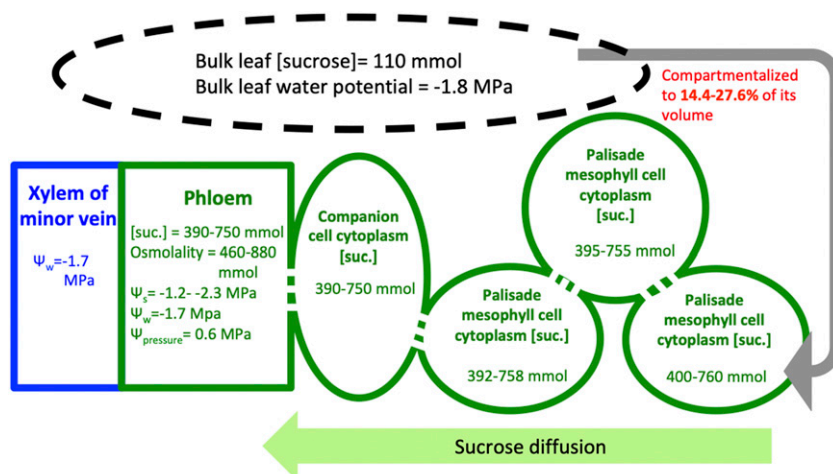 Bulk leaf [sucrose]= 110 mmol
Bulk leaf water potential = -1.8 MPa
Compartmentalized
to 14.4-27.6% of its
volume
Xylem of
minor vein
Ψw=-1.7
MPa
Phloem
[suc.] = 390-750 mmol
Osmolality = 460-880
mmol
Ψs= -1.2- -2.3 MPa
Ψw=-1.7 Mpa
Ψpressure= 0.6 MPa
Companion
cell cytoplasm
[suc.]
390-750 mmol
Palisade
mesophyll cell
cytoplasm [suc.]
392-758 mmol
Palisade
mesophyll cell
cytoplasm
[suc.]
395-755 mmol
Palisade
mesophyll cell
cytoplasm [suc.]
400-760 mmol
Sucrose diffusion